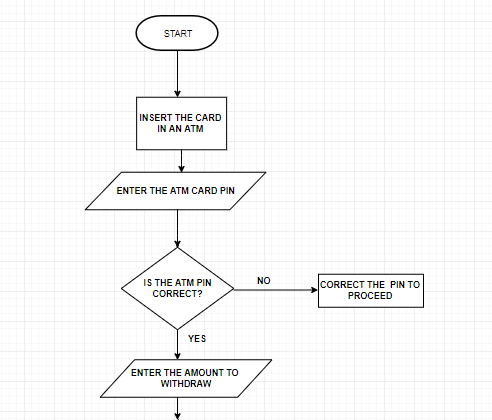 START
INSERT THE CARD
IN AN ATM
ENTER THE ATM CARD PIN
IS THE ATM PIN
CORRECT?
NO
CORRECT THE PIN TO
PROCEED
YES
ENTER THE AMOUNT TO
WITHDRAW